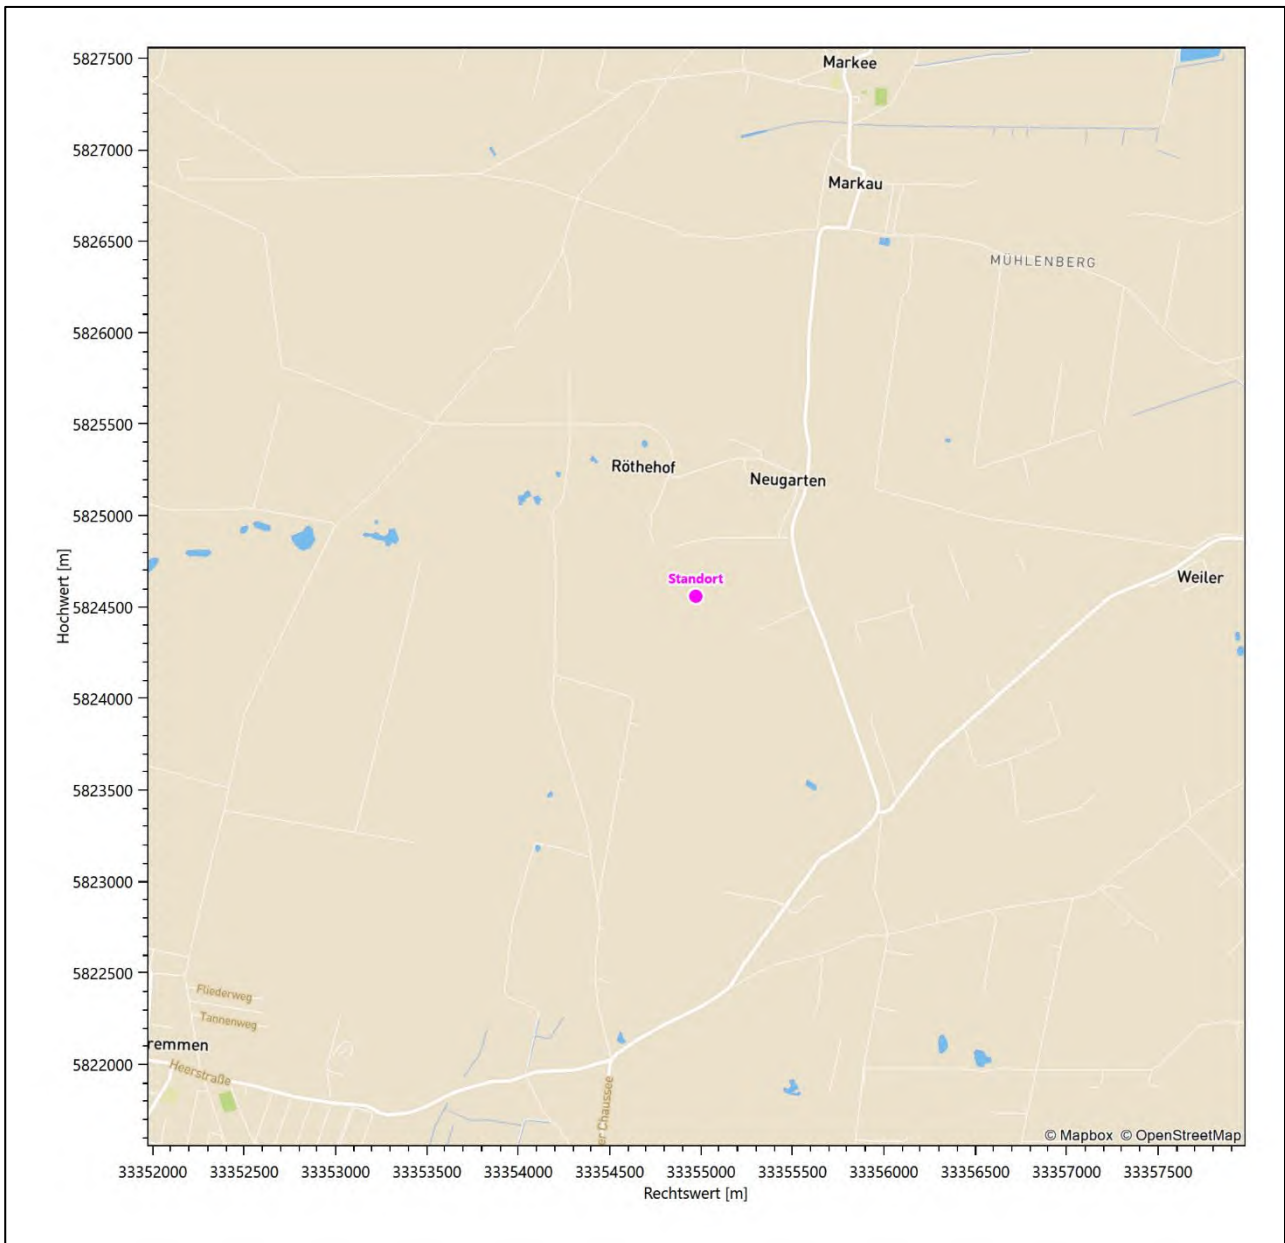 5827500
Markee
5827000
Markau
5826500
MÜHLENBERG
5826000
5825500
Röthehof
Neugarten
5825000
Hochwert [m]
Standort
Weiler
5824500
5824000
5823500
5823000
5822500
Fliederweg
Tannenweg
remmen
5822000
Heerstraße
er Chaussee
© Mapbox © OpenStreetMap
33352000 33352500 33353000 33353500 33354000 33354500 33355000 33355500 33356000 33356500 33357000 33357500
Rechtswert [m]